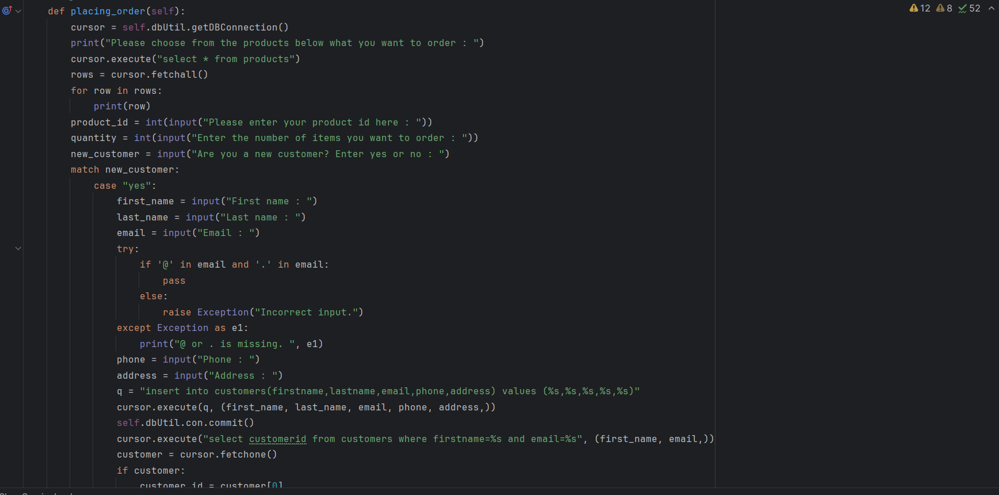 def placing_order(self):
cursor = self.dbUtil.getDBConnection()
print("Please choose from the products below what you want to order : ")
cursor.execute("select * from products")
rows = cursor.fetchall()
for row in rows:
print(row)
product_id = int(input("Please enter your product id here : "))
quantity = int(input("Enter the number of items you want to order : "))
new_customer = input("Are you a new customer? Enter yes or no : ")
match new_customer:
case "yes":
first_name = input("First name : ")
last_name = input("Last name : ")
email = input("Email : ")
try:
if '@' in email and '.' in email:
pass
else:
raise Exception("Incorrect input.")
except Exception as e1:
print("@ or . is missing. ", e1)
phone = input("Phone : ")
address = input("Address : ")
q = "insert into customers(firstname,lastname,email,phone,address) values (%s,%s,%s,%s,%s)"
cursor.execute(q, (first_name, last_name, email, phone, address,))
self.dbUtil.con.commit()
cursor.execute("select customerid from customers where firstname=%s and email=%s", (first_name, email,))
customer = cursor.fetchone()
if customer:
customer_id = customer[0]
12 8 52